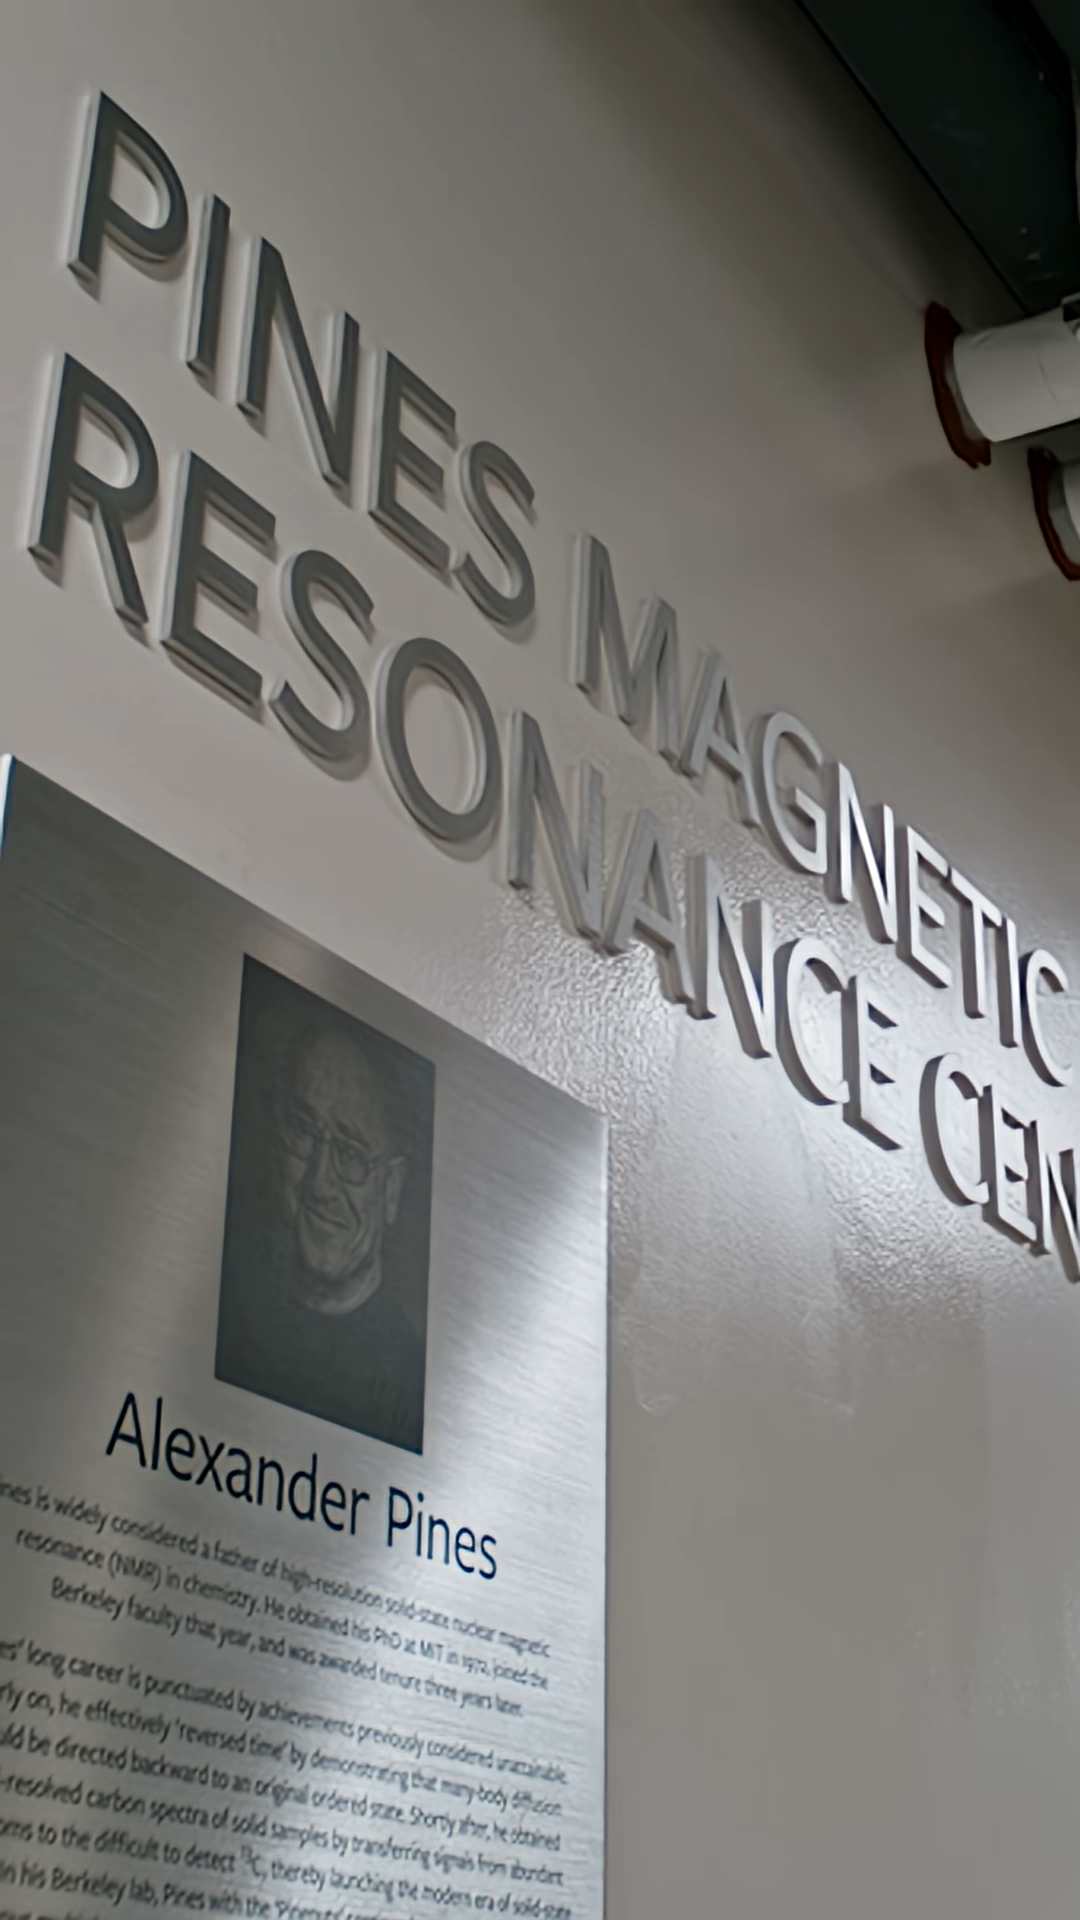 PINES MAGNETIC
RESONANCE CEN
Alexander Pines
ines is widely considered a father of high-resolution solid-state nuclear magnetic
resonance (NMR) in chemistry. He obtained his PhD at MIT in 1972, joined the
Berkeley faculty that year, and was awarded tenure three years later.
es' long career is punctuated by achievements previously considered unattainable.
rly on, he effectively 'reversed time' by demonstrating that many-body diffusion
uld be directed backward to an original ordered state. Shortly after, he obtained
-resolved carbon spectra of solid samples by transferring signals from abundant
oms to the difficult to detect ¹³C, thereby launching the modern era of solid-state
in his Berkeley lab, Pines with the